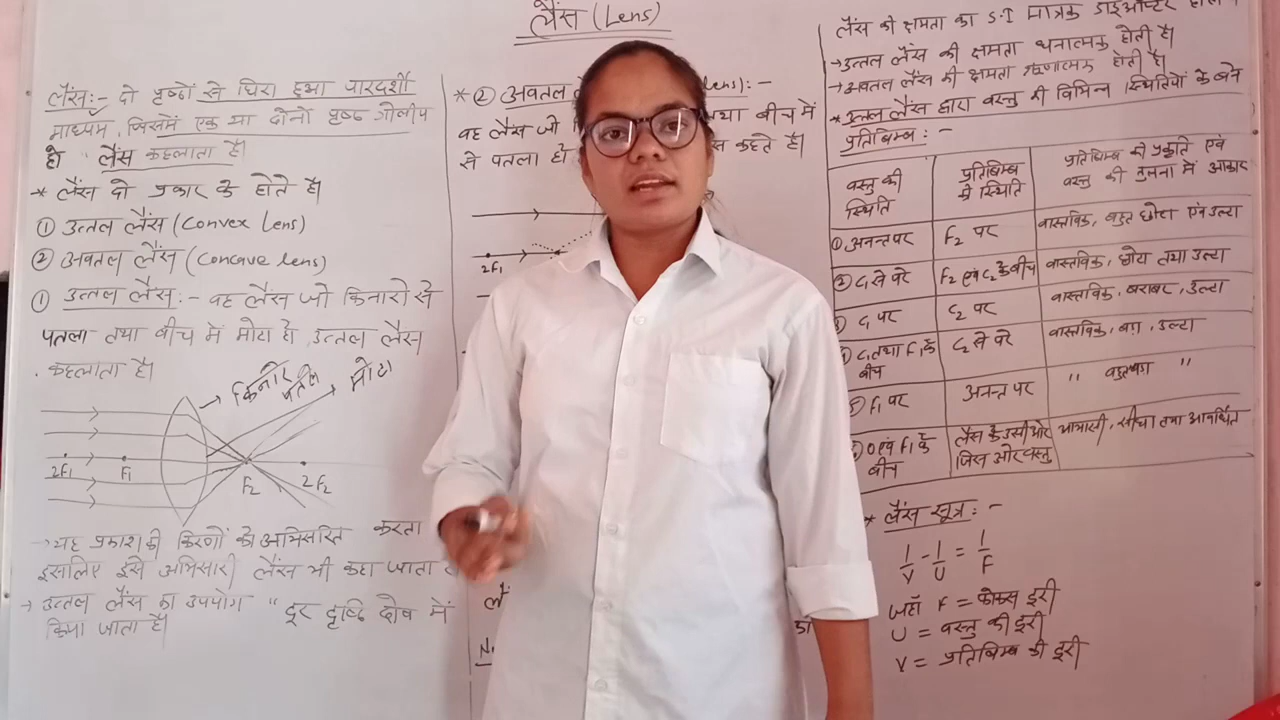 लैंस (Lens)
लैंस:- दो पृष्ठों से घिरा हुआ पारदर्शी
माध्यम, जिसमें एक या दोनो पृष्ठ गोलीय
हो " लैंस कहलाता है।
* लैंस दो प्रकार के होते है।
① उत्तल लैंस (Convex Lens)
② अवतल लैंस (Concave lens)
① उत्तल लैंस:- वह लैंस जो किनारो से
पतला तथा बीच में मोटा हो उत्तल लैंस
कहलाता है।
किनारे पतले
मोटा
2F₁ F₁ F₂ 2F₂
→ यह प्रकाश की किरणों को अभिसरित करता
इसलिए इसे अभिसारी लैंस भी कहा जाता है
→ उत्तल लैंस का उपयोग " दूर दृष्टि दोष में
किया जाता है।
* ② अवतल लै ens):-
वह लैंस जो तथा बीच में
से पतला हो स कहते है।
2F₁
लैंस की क्षमता का S.I मात्रक डाइऑप्टर होता
→ उत्तल लैंस की क्षमता धनात्मक होती है।
→ अवतल लैंस की क्षमता ऋणात्मक होती है।
* उत्तल लैंस द्वारा वस्तु की विभिन्न स्थितियों के बने
प्रतिबिम्ब:-
वस्तु की स्थिति प्रतिबिम्ब की स्थिति प्रतिबिम्ब की प्रकृति एवं वस्तु की तुलना में आकार
① अनन्त पर F₂ पर वास्तविक, बहुत छोटा एवं उल्टा
② C₁ से परे F₂ एवं C₂ के बीच वास्तविक, छोटा तथा उल्टा
③ C₁ पर C₂ पर वास्तविक, बराबर, उल्टा
④ C₁ तथा F₁ के बीच C₂ से परे वास्तविक, बड़ा, उल्टा
⑤ F₁ पर अनन्त पर " बहुत बड़ा "
O एवं F₁ के बीच लैंस के उसी ओर जिस ओर वस्तु आभासी, सीधा तथा आवर्धित
* लैंस सूत्र:-
1/V - 1/U = 1/F
जहाँ F = फोकस दूरी
U = वस्तु की दूरी
V = प्रतिबिम्ब की दूरी